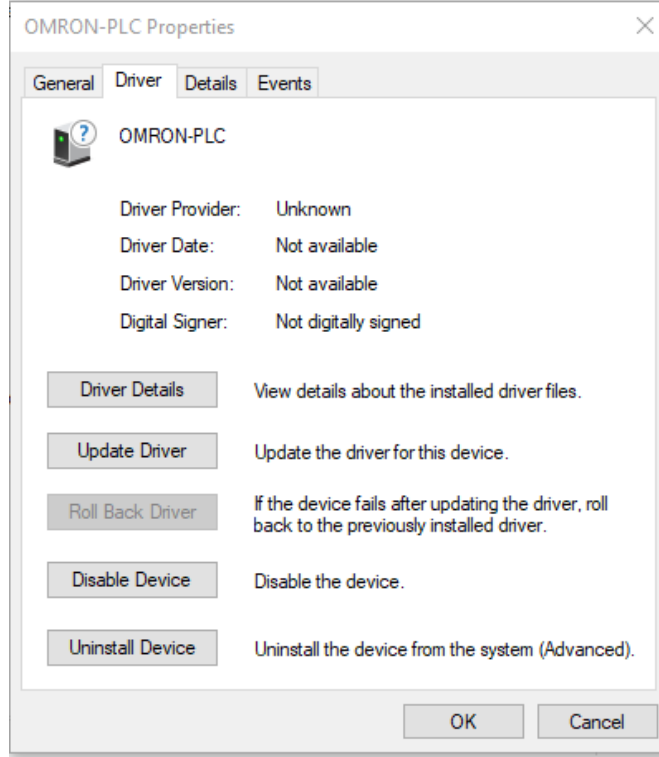 OMRON-PLC Properties
General Driver Details Events
?
OMRON-PLC
Driver Provider: Unknown
Driver Date: Not available
Driver Version: Not available
Digital Signer: Not digitally signed
Driver Details View details about the installed driver files.
Update Driver Update the driver for this device.
Roll Back Driver If the device fails after updating the driver, roll
back to the previously installed driver.
Disable Device Disable the device.
Uninstall Device Uninstall the device from the system (Advanced).
OK Cancel